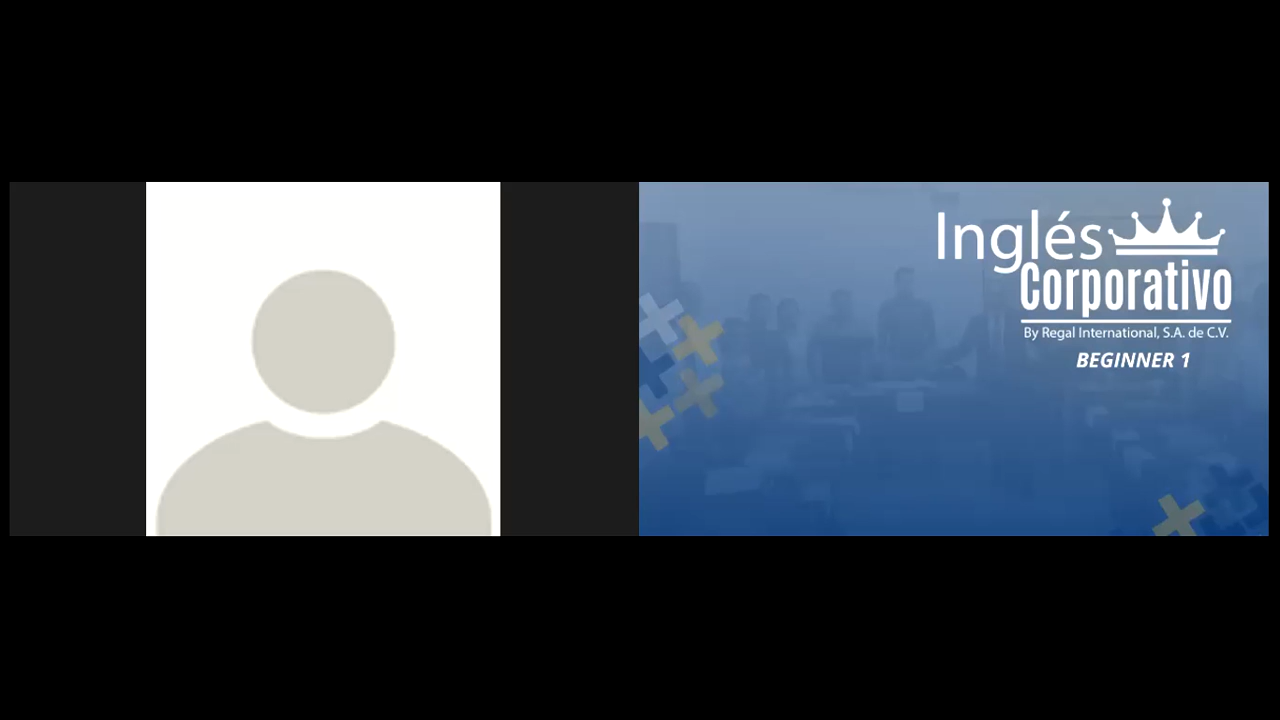 Inglés
Corporativo
By Regal International, S.A. de C.V.
BEGINNER 1